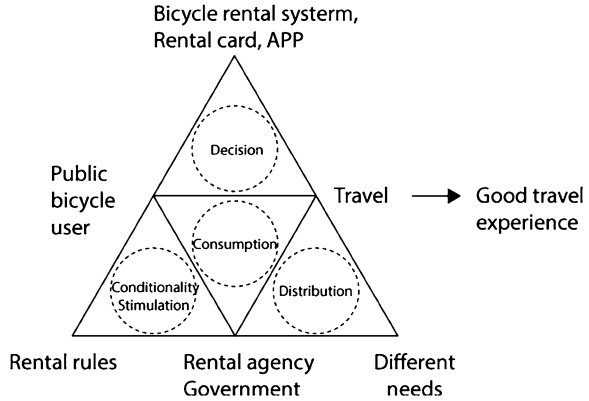 Bicycle rental systerm,
Rental card, APP
Decision
Public
bicycle
user
Travel
Good travel
experience
Consumption
Conditionality
Stimulation
Distribution
Rental rules
Rental agency
Government
Different
needs